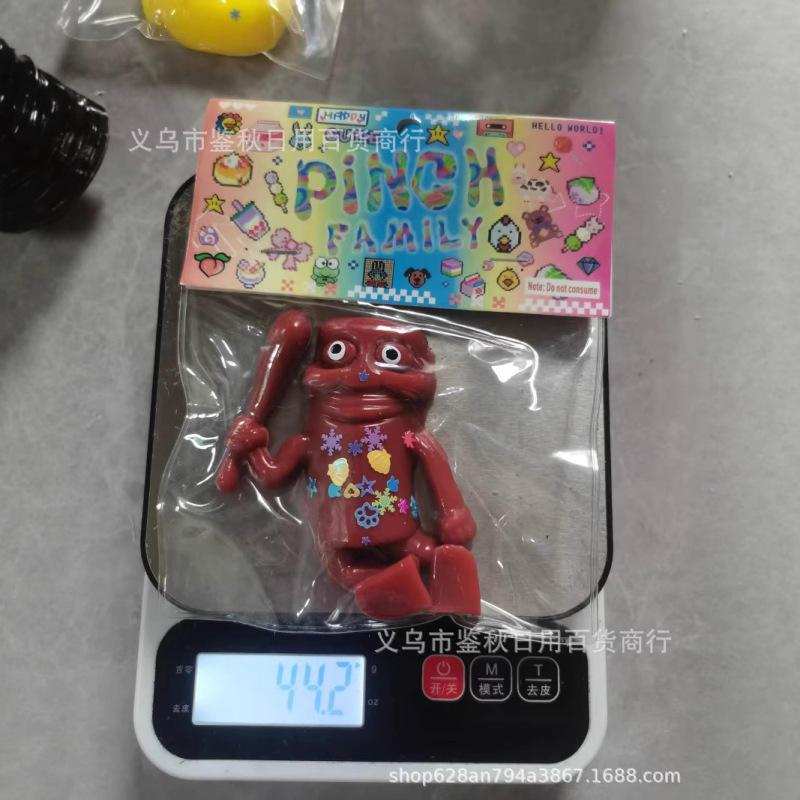 HAPPY
HELLO WORLD!
义乌市鉴秋日用百货商行
PINCH
FAMILY
Note: Do not consume
义乌市鉴秋日用百货商行
44.2
g
去皮
开/关
M
模式
T
去皮
shop628an794a3867.1688.com